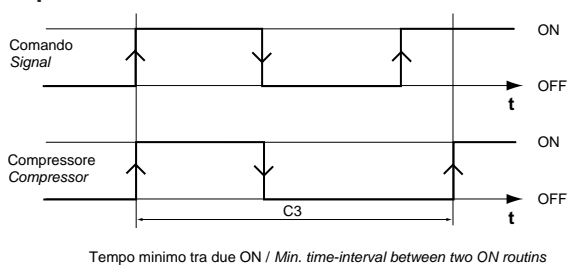 Comando
Signal
ON
OFF
t
Compressore
Compressor
ON
OFF
C3
t
Tempo minimo tra due ON / Min. time-interval between two ON routins